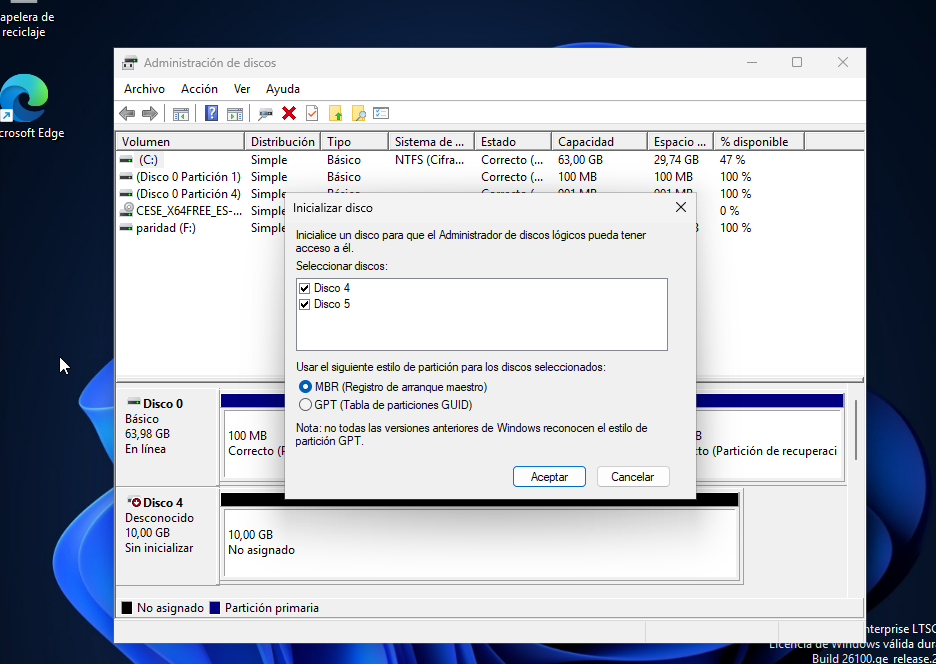 apelera de
reciclaje
crosoft Edge
Administración de discos
Archivo Acción Ver Ayuda
Volumen Distribución Tipo Sistema de ... Estado Capacidad Espacio ... % disponible
(C:) Simple Básico NTFS (Cifra... Correcto (... 63,00 GB 29,74 GB 47 %
(Disco 0 Partición 1) Simple Básico Correcto (... 100 MB 100 MB 100 %
(Disco 0 Partición 4) Simple Básico Correcto (... 901 MB 901 MB 100 %
CESE_X64FREE_ES-... Simple 0 %
paridad (F:) Simple 100 %
Inicializar disco
Inicialice un disco para que el Administrador de discos lógicos pueda tener
acceso a él.
Seleccionar discos:
Disco 4
Disco 5
Usar el siguiente estilo de partición para los discos seleccionados:
MBR (Registro de arranque maestro)
GPT (Tabla de particiones GUID)
Nota: no todas las versiones anteriores de Windows reconocen el estilo de
partición GPT.
Aceptar Cancelar
Disco 0
Básico
63,98 GB
En línea
100 MB
Correcto (P
B
to (Partición de recuperaci
Disco 4
Desconocido
10,00 GB
Sin inicializar
10,00 GB
No asignado
No asignado Partición primaria
nterprise LTSC
Licencia de Windows válida dur
Build 26100.ge_release.2